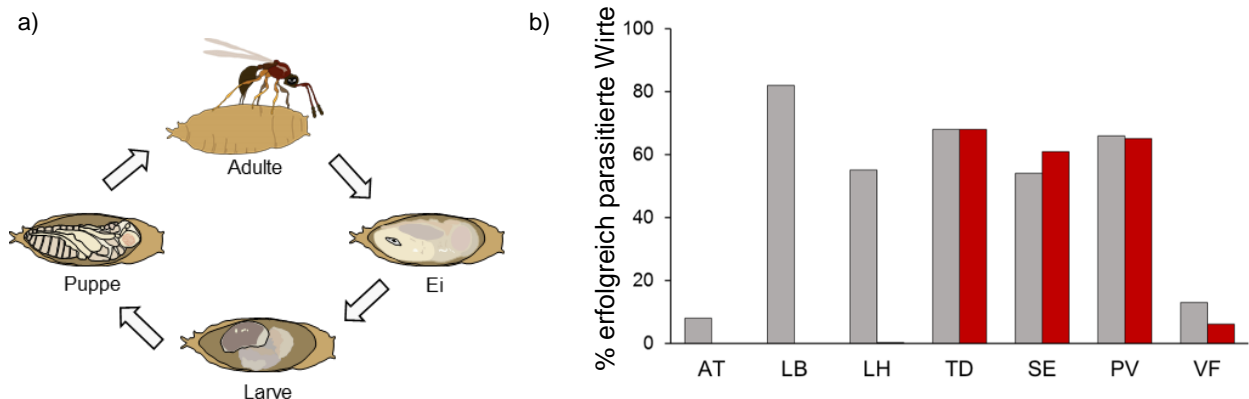 a)
Adulte
Puppe
Ei
Larve
b)
% erfolgreich parasitierte Wirte
100
80
60
40
20
0
AT LB LH TD SE PV VF